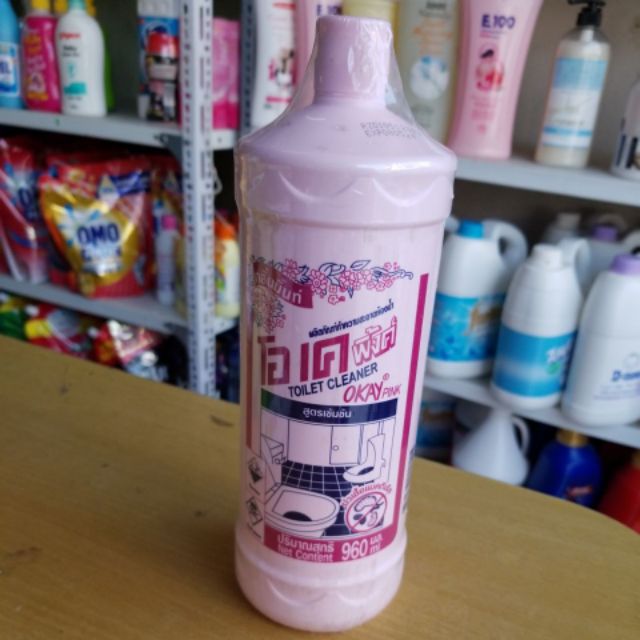 ผลิตภัณฑ์ทำความสะอาดห้องน้ำ
โอ เค พิ้งค์
TOILET CLEANER
OKAY® PINK
สูตรเข้มข้น
ปริมาณสุทธิ
Net Content
960 มล.
ml
OMO
E100
E100